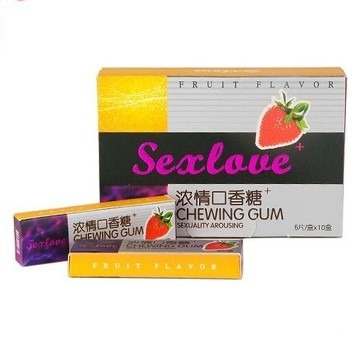 FRUIT FLAVOR
Sexlove+
浓情口香糖+
CHEWING GUM
SEXUALITY AROUSING
5片/盒×10盒
Sexlove
浓情口香糖+
CHEWING GUM
FRUIT FLAVOR